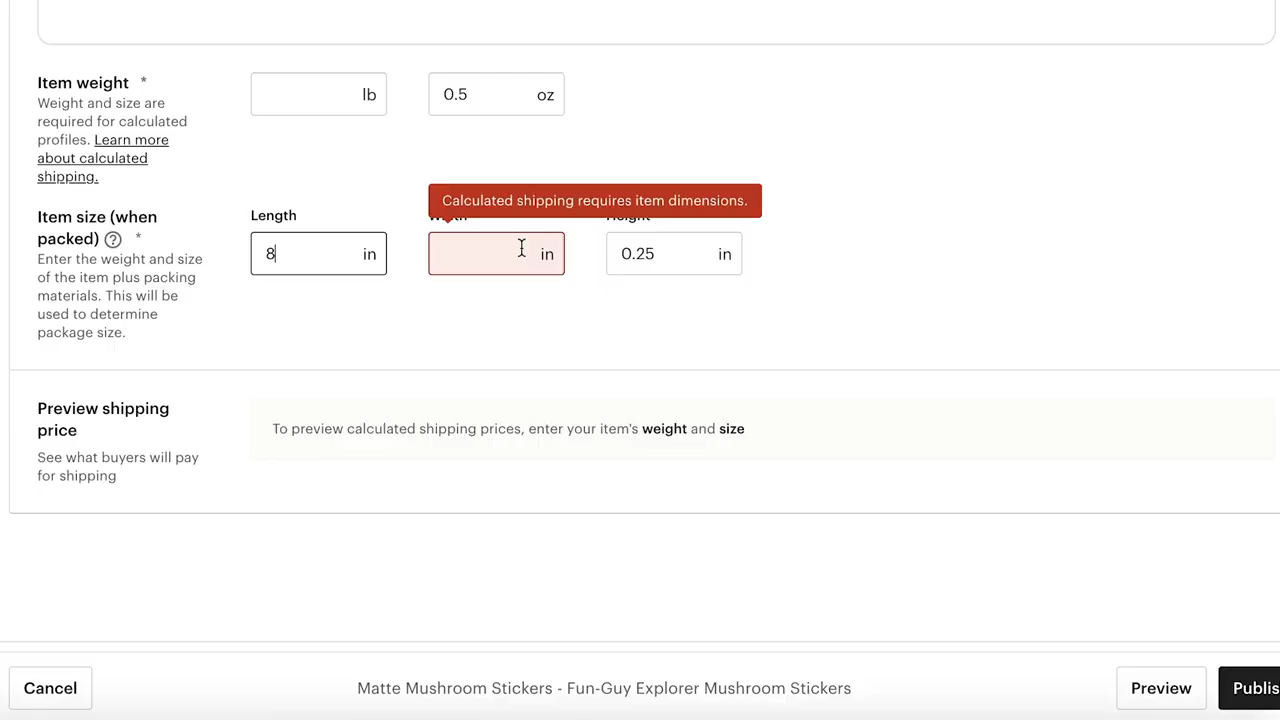 Item weight *
Weight and size are
required for calculated
profiles. Learn more
about calculated
shipping.
lb
0.5 oz
Calculated shipping requires item dimensions.
Item size (when
packed) ? *
Enter the weight and size
of the item plus packing
materials. This will be
used to determine
package size.
Length
8 in
in
Height
0.25 in
Preview shipping
price
See what buyers will pay
for shipping
To preview calculated shipping prices, enter your item's weight and size
Cancel
Matte Mushroom Stickers - Fun-Guy Explorer Mushroom Stickers
Preview
Publis